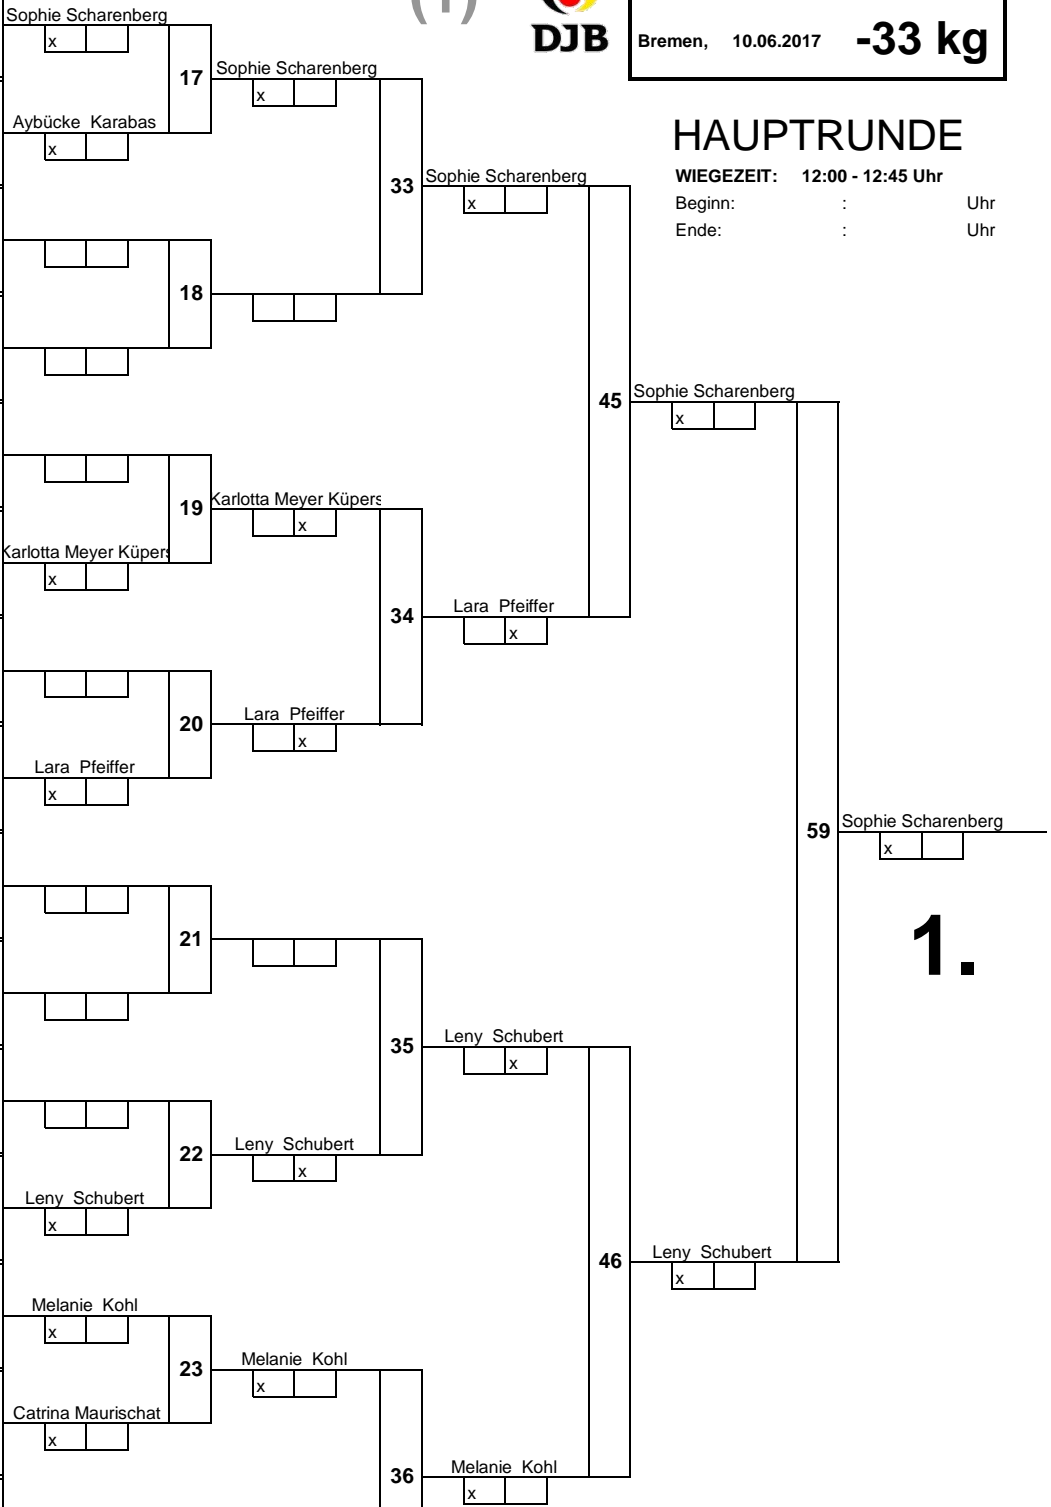 (1)
DJB
Bremen, 10.06.2017 -33 kg
HAUPTRUNDE
WIEGEZEIT: 12:00 - 12:45 Uhr
Beginn: : Uhr
Ende: : Uhr
Sophie Scharenberg
x
17
Sophie Scharenberg
x
Aybücke Karabas
x
33
Sophie Scharenberg
x
18
45
Sophie Scharenberg
x
19
Karlotta Meyer Küpers
x
Karlotta Meyer Küpers
x
34
Lara Pfeiffer
x
20
Lara Pfeiffer
x
Lara Pfeiffer
x
59
Sophie Scharenberg
x
1.
21
35
Leny Schubert
x
22
Leny Schubert
x
Leny Schubert
x
46
Leny Schubert
x
Melanie Kohl
x
23
Melanie Kohl
x
Catrina Maurischat
x
36
Melanie Kohl
x